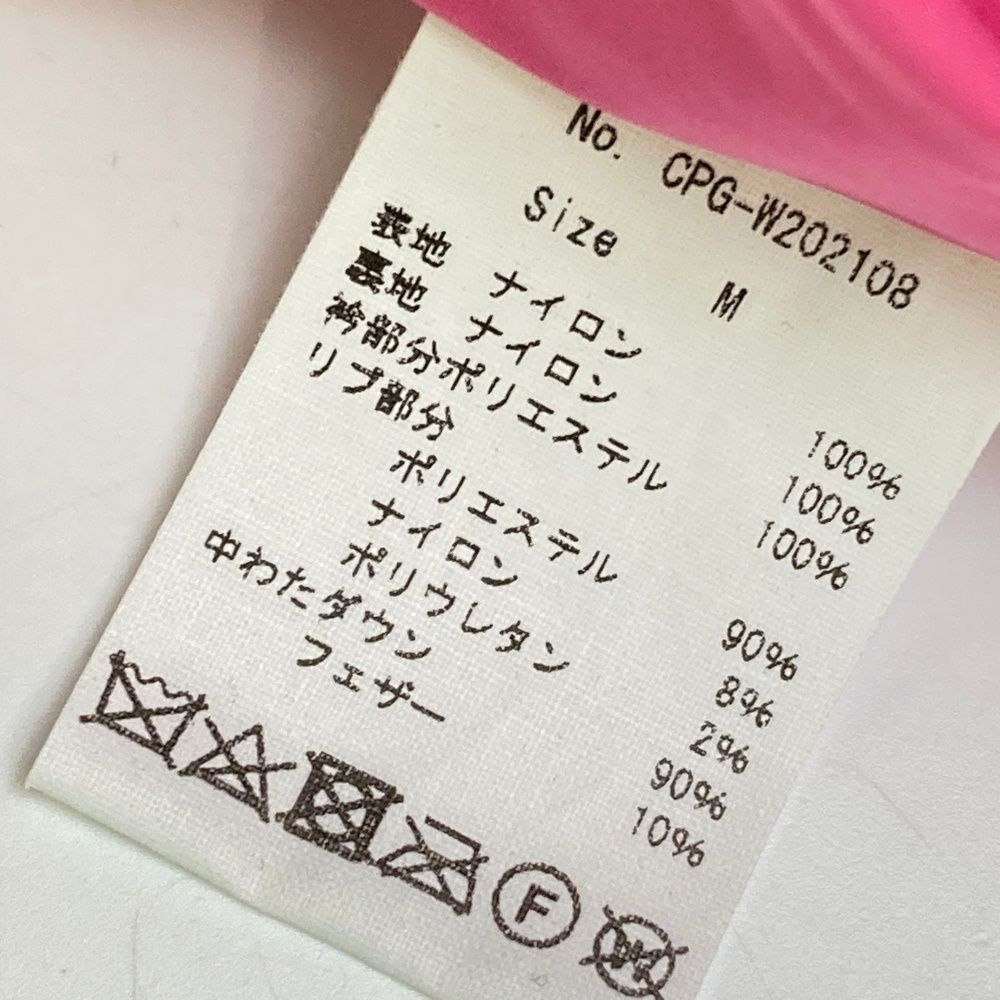 No. CPG-W202108
Size M
表地 ナイロン 100%
裏地 ナイロン 100%
衿部分ポリエステル 100%
リブ部分
ポリエステル 90%
ナイロン 8%
ポリウレタン 2%
中わたダウン 90%
フェザー 10%
F
W